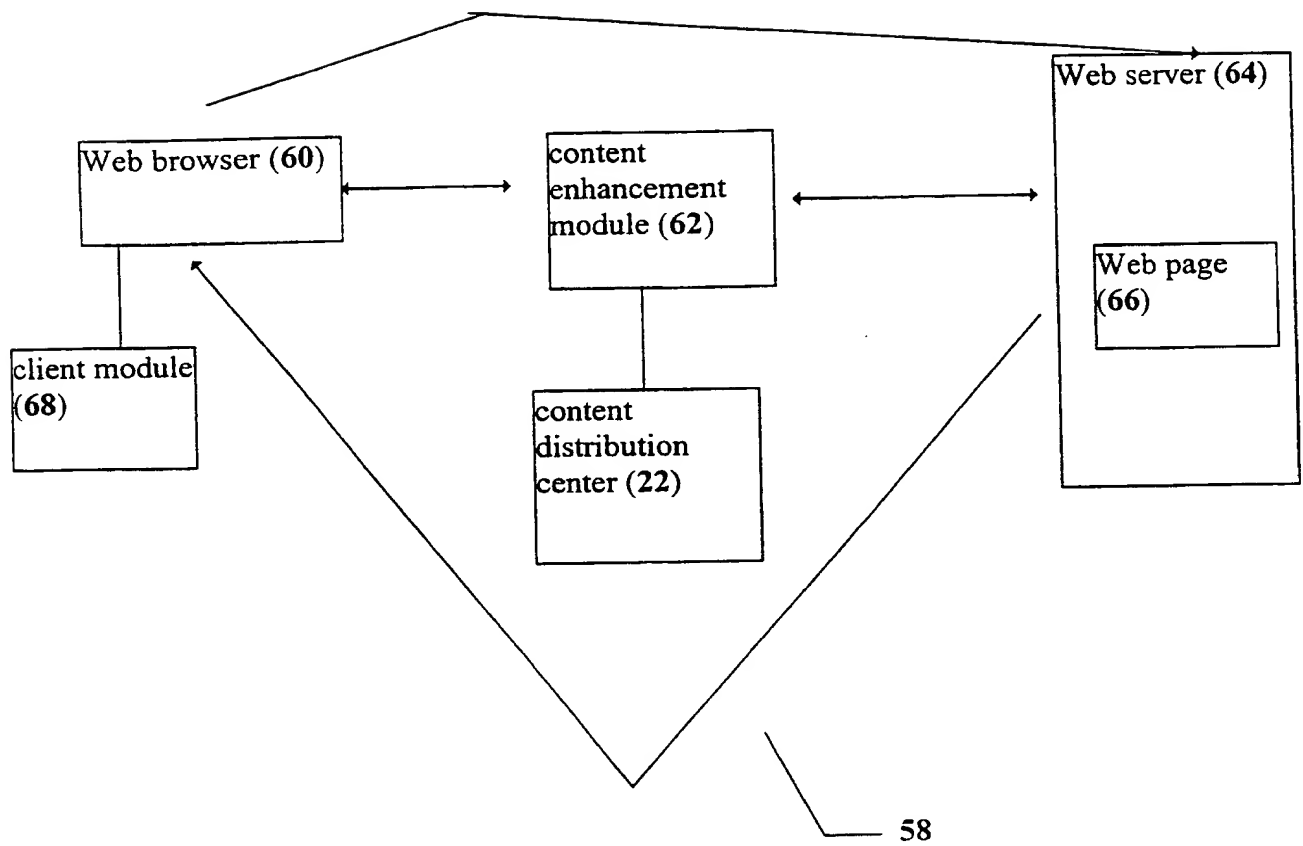 Web server (64)
Web browser (60)
content
enhancement
module (62)
Web page
(66)
client module
(68)
content
distribution
center (22)
58